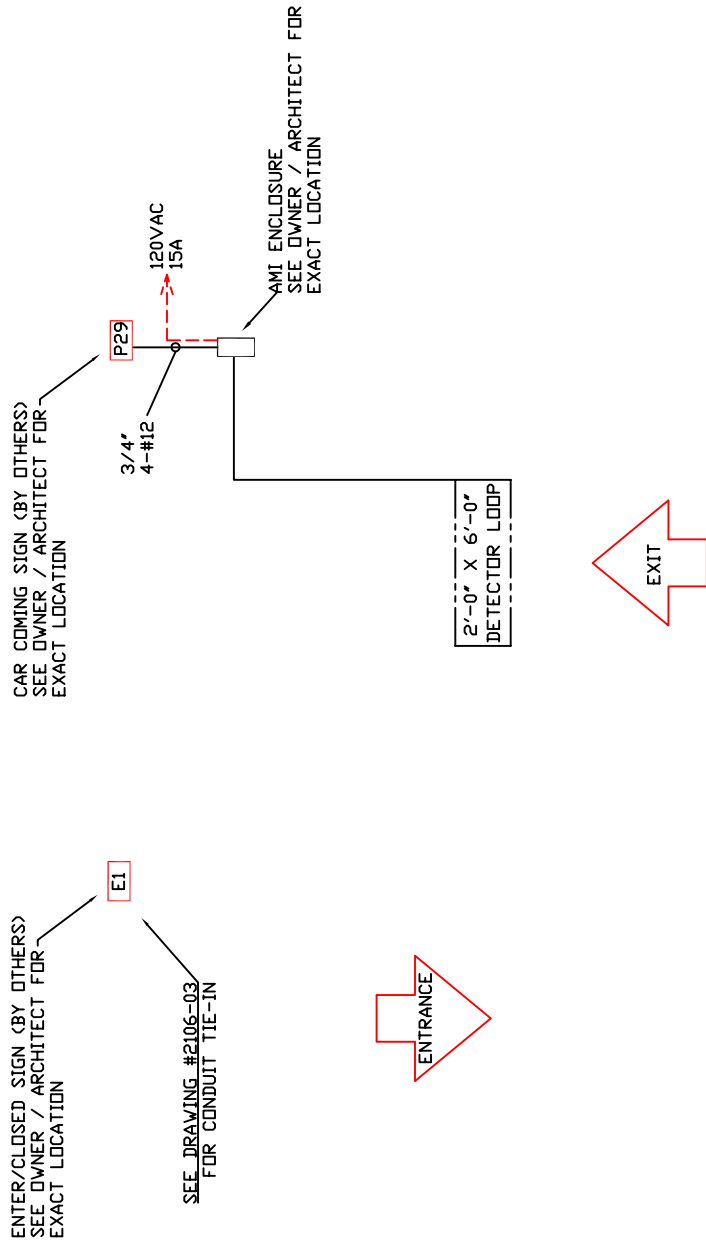 ENTER/CLOSED SIGN (BY OTHERS)
SEE OWNER / ARCHITECT FOR
EXACT LOCATION
E1
SEE DRAWING #2106-03
FOR CONDUIT TIE-IN
ENTRANCE
CAR COMING SIGN (BY OTHERS)
SEE OWNER / ARCHITECT FOR
EXACT LOCATION
P29
3/4"
4-#12
120VAC
15A
AMI ENCLOSURE
SEE OWNER / ARCHITECT FOR
EXACT LOCATION
2'-0" X 6'-0"
DETECTOR LOOP
EXIT